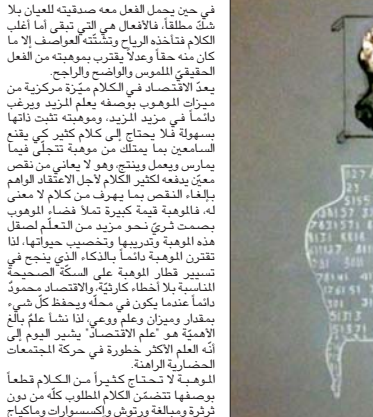 في حين يحمل الفعل معه صدقيته للعيان بلا
شكّ مطلقاً، فالأفعال هي التي تبقى أما أغلب
الكلام فتأخذه الرياح وتشتّته العواصف إلا ما
كان منه حقاً وعدلاً يقترب بموهبته من الفعل
الحقيقيّ الملموس والواضح والراجح.
يعدّ الاقتصاد في الكلام ميّزة مركزية من
ميزات الموهوب بوصفه يعلم المزيد ويرغب
دائماً في مزيد المزيد، وموهبته تثبت ذاتها
بسهولة فلا يحتاج إلى كلام كثير كي يقنع
السامعين بما يمتلك من موهبة تتجلّى فيما
يمارس ويعمل وينتج، وهو لا يعاني من نقص
معيّن يدفعه لكثير الكلام لأجل الاعتقاد الواهم
بإلغاء النقص بما يهرف من كلام لا معنى
له، فالموهبة قيمة كبيرة تملأ فضاء الموهوب
بصمت ثريّ نحو مزيد من التعلّم لصقل
هذه الموهبة وتدريبها وتخصيب حيواتها، لذا
تقترن الموهبة دائماً بالذكاء الذي ينجح في
تسيير قطار الموهبة على السكّة الصحيحة
المناسبة بلا أخطاء كارثيّة، والاقتصاد محمودٌ
دائماً عندما يكون في محلّه ويحفظ كلّ شيء
بمقدار وميزان وعلم ووعي، لذا نشأ علمٌ بالغ
الأهميّة هو "علم الاقتصاد" يشير اليوم إلى
أنّه العلم الأكثر خطورة في حركة المجتمعات
الحضارية الراهنة.
الموهبة لا تحتاج كثيراً من الكلام قطعاً
بوصفها تتضمّن الكلام المطلوب كلّه من دون
ثرثرة ومبالغة ورتوش وإكسسوارات وماكياج